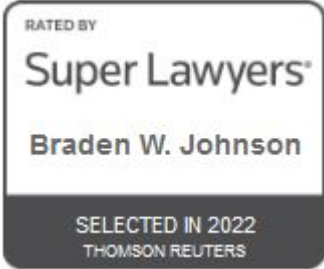 RATED BY
Super Lawyers®
Braden W. Johnson
SELECTED IN 2022
THOMSON REUTERS